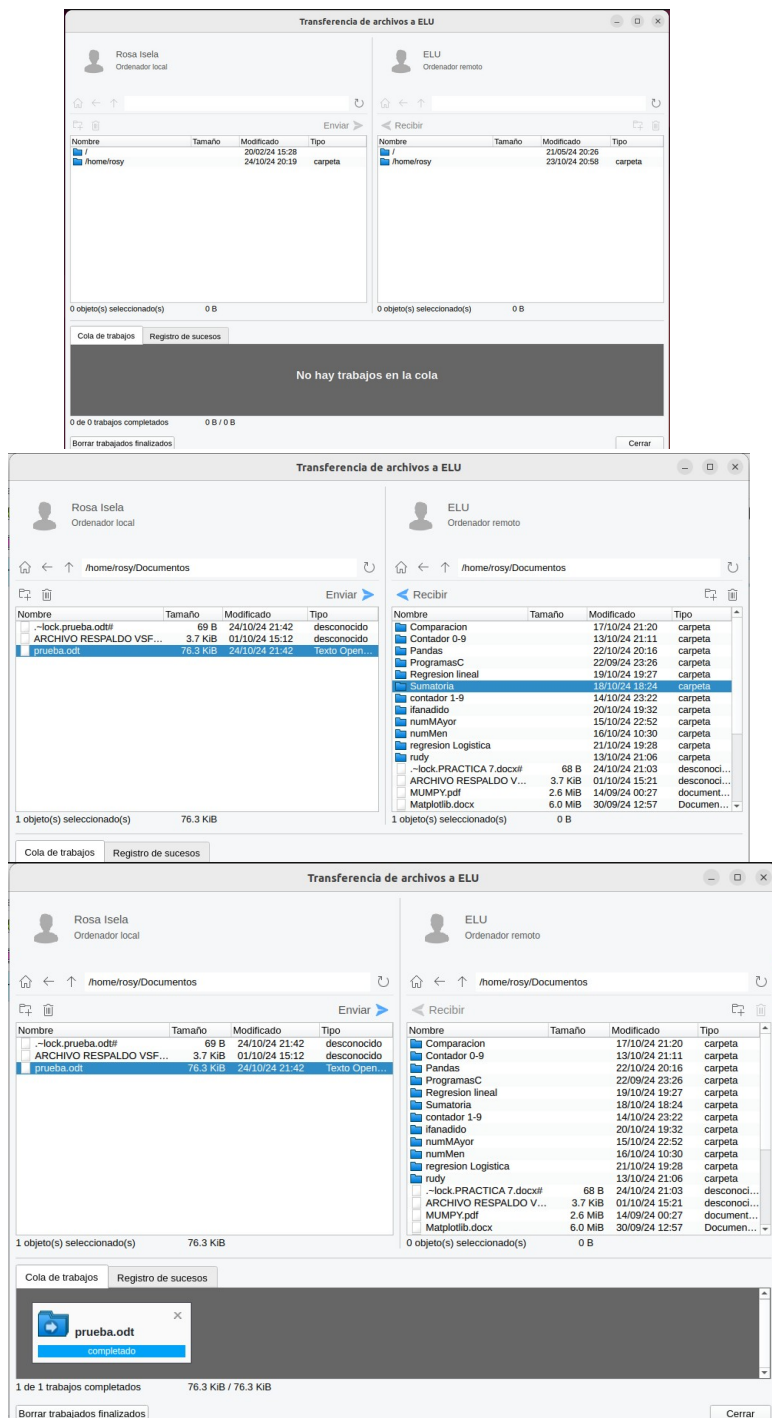 Transferencia de archivos a ELU
Rosa Isela
Ordenador local
ELU
Ordenador remoto
Enviar
Recibir
Nombre Tamaño Modificado Tipo
/ 20/02/24 15:28
/home/rosy 24/10/24 20:19 carpeta
Nombre Tamaño Modificado Tipo
/ 21/05/24 20:26
/home/rosy 23/10/24 20:58 carpeta
0 objeto(s) seleccionado(s) 0 B
0 objeto(s) seleccionado(s) 0 B
Cola de trabajos Registro de sucesos
No hay trabajos en la cola
0 de 0 trabajos completados 0 B / 0 B
Borrar trabajados finalizados Cerrar
Transferencia de archivos a ELU
Rosa Isela
Ordenador local
ELU
Ordenador remoto
/home/rosy/Documentos
/home/rosy/Documentos
Enviar
Recibir
Nombre Tamaño Modificado Tipo
.~lock.prueba.odt# 69 B 24/10/24 21:42 desconocido
ARCHIVO RESPALDO VSF... 3.7 KiB 01/10/24 15:12 desconocido
prueba.odt 76.3 KiB 24/10/24 21:42 Texto Open...
Nombre Tamaño Modificado Tipo
Comparacion 17/10/24 21:20 carpeta
Contador 0-9 13/10/24 21:11 carpeta
Pandas 22/10/24 20:16 carpeta
ProgramasC 22/09/24 23:26 carpeta
Regresion lineal 19/10/24 19:27 carpeta
Sumatoria 18/10/24 18:24 carpeta
contador 1-9 14/10/24 23:22 carpeta
ifanadido 20/10/24 19:32 carpeta
numMAyor 15/10/24 22:52 carpeta
numMen 16/10/24 10:30 carpeta
regresion Logistica 21/10/24 19:28 carpeta
rudy 13/10/24 21:06 carpeta
.~lock.PRACTICA 7.docx# 68 B 24/10/24 21:03 desconoci...
ARCHIVO RESPALDO V... 3.7 KiB 01/10/24 15:21 desconoci...
MUMPY.pdf 2.6 MiB 14/09/24 00:27 document...
Matplotlib.docx 6.0 MiB 30/09/24 12:57 Documen...
1 objeto(s) seleccionado(s) 76.3 KiB
1 objeto(s) seleccionado(s) 0 B
Cola de trabajos Registro de sucesos
Transferencia de archivos a ELU
Rosa Isela
Ordenador local
ELU
Ordenador remoto
/home/rosy/Documentos
/home/rosy/Documentos
Enviar
Recibir
Nombre Tamaño Modificado Tipo
.~lock.prueba.odt# 69 B 24/10/24 21:42 desconocido
ARCHIVO RESPALDO VSF... 3.7 KiB 01/10/24 15:12 desconocido
prueba.odt 76.3 KiB 24/10/24 21:42 Texto Open...
Nombre Tamaño Modificado Tipo
Comparacion 17/10/24 21:20 carpeta
Contador 0-9 13/10/24 21:11 carpeta
Pandas 22/10/24 20:16 carpeta
ProgramasC 22/09/24 23:26 carpeta
Regresion lineal 19/10/24 19:27 carpeta
Sumatoria 18/10/24 18:24 carpeta
contador 1-9 14/10/24 23:22 carpeta
ifanadido 20/10/24 19:32 carpeta
numMAyor 15/10/24 22:52 carpeta
numMen 16/10/24 10:30 carpeta
regresion Logistica 21/10/24 19:28 carpeta
rudy 13/10/24 21:06 carpeta
.~lock.PRACTICA 7.docx# 68 B 24/10/24 21:03 desconoci...
ARCHIVO RESPALDO V... 3.7 KiB 01/10/24 15:21 desconoci...
MUMPY.pdf 2.6 MiB 14/09/24 00:27 document...
Matplotlib.docx 6.0 MiB 30/09/24 12:57 Documen...
1 objeto(s) seleccionado(s) 76.3 KiB
0 objeto(s) seleccionado(s) 0 B
Cola de trabajos Registro de sucesos
prueba.odt
completado
1 de 1 trabajos completados 76.3 KiB / 76.3 KiB
Borrar trabajados finalizados Cerrar